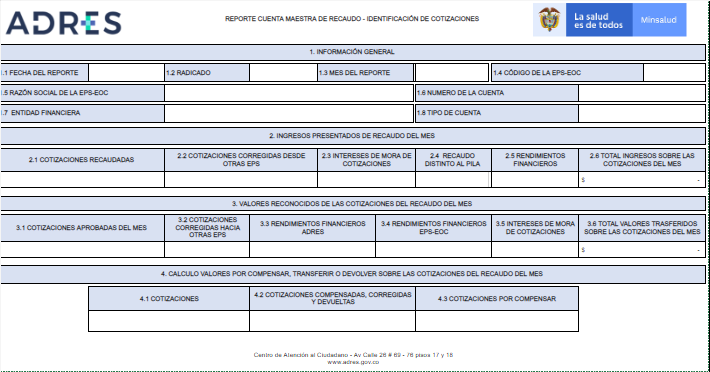 ADRES
REPORTE CUENTA MAESTRA DE RECAUDO - IDENTIFICACIÓN DE COTIZACIONES
La salud
es de todos
Minsalud
1. INFORMACIÓN GENERAL
1.1 FECHA DEL REPORTE
1.2 RADICADO
1.3 MES DEL REPORTE
1.4 CÓDIGO DE LA EPS-EOC
1.5 RAZÓN SOCIAL DE LA EPS-EOC
1.6 NUMERO DE LA CUENTA
1.7 ENTIDAD FINANCIERA
1.8 TIPO DE CUENTA
2. INGRESOS PRESENTADOS DE RECAUDO DEL MES
2.1 COTIZACIONES RECAUDADAS
2.2 COTIZACIONES CORREGIDAS DESDE
OTRAS EPS
2.3 INTERESES DE MORA DE
COTIZACIONES
2.4 RECAUDO
DISTINTO AL PILA
2.5 RENDIMIENTOS
FINANCIEROS
2.6 TOTAL INGRESOS SOBRE LAS
COTIZACIONES DEL MES
$ -
3. VALORES RECONOCIDOS DE LAS COTIZACIONES DEL RECAUDO DEL MES
3.1 COTIZACIONES APROBADAS DEL MES
3.2 COTIZACIONES
CORREGIDAS HACIA
OTRAS EPS
3.3 RENDIMIENTOS FINANCIEROS
ADRES
3.4 RENDIMIENTOS FINANCIEROS
EPS-EOC
3.5 INTERESES DE MORA
DE COTIZACIONES
3.6 TOTAL VALORES TRASFERIDOS
SOBRE LAS COTIZACIONES DEL MES
$ -
4. CALCULO VALORES POR COMPENSAR, TRANSFERIR O DEVOLVER SOBRE LAS COTIZACIONES DEL RECAUDO DEL MES
4.1 COTIZACIONES
4.2 COTIZACIONES COMPENSADAS, CORREGIDAS
Y DEVUELTAS
4.3 COTIZACIONES POR COMPENSAR
Centro de Atención al Ciudadano - Av Calle 26 # 69 - 76 pisos 17 y 18
www.adres.gov.co